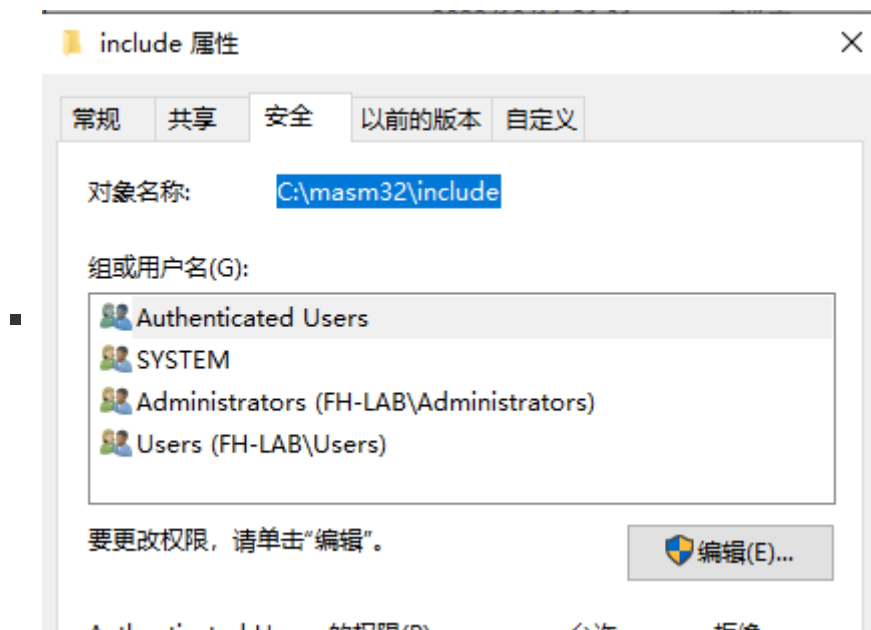 include 属性
常规 共享 安全 以前的版本 自定义
对象名称: C:\masm32\include
组或用户名(G):
Authenticated Users
SYSTEM
Administrators (FH-LAB\Administrators)
Users (FH-LAB\Users)
要更改权限，请单击“编辑”。
编辑(E)...